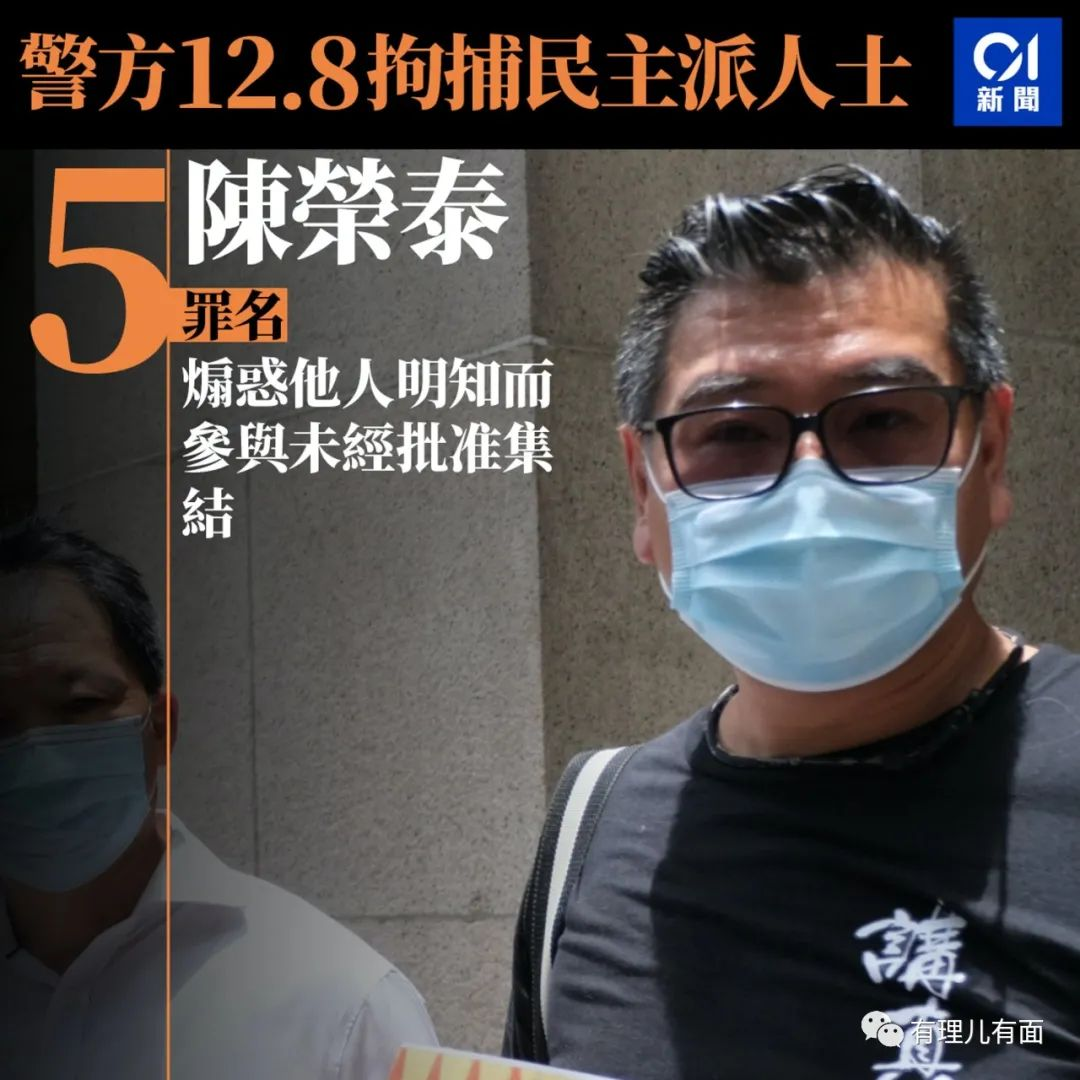 警方12.8拘捕民主派人士
01
新聞
5
陳榮泰
罪名
煽惑他人明知而
參與未經批准集
結
講
真
有理儿有面